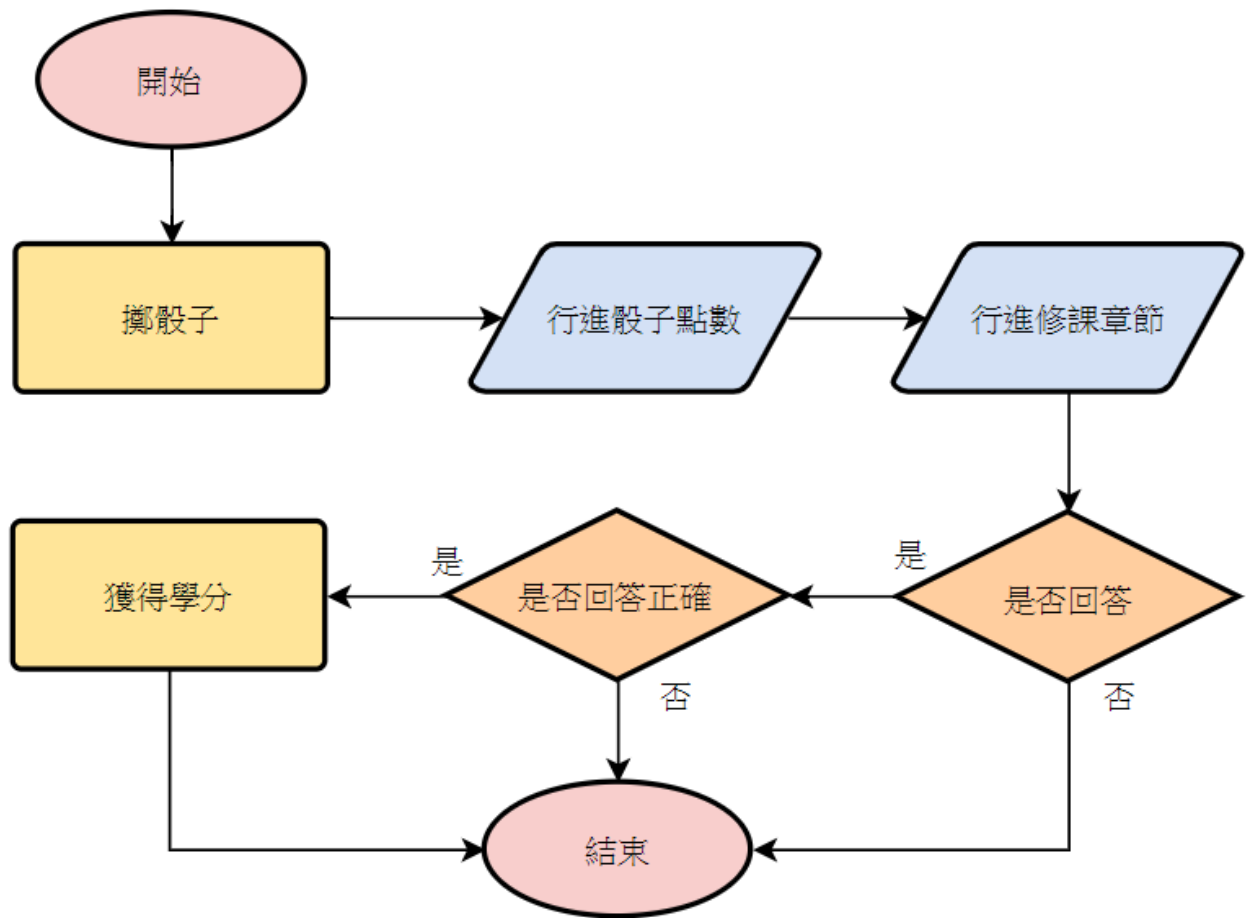 開始
擲骰子
行進骰子點數
行進修課章節
是否回答
是
否
是否回答正確
是
否
獲得學分
結束